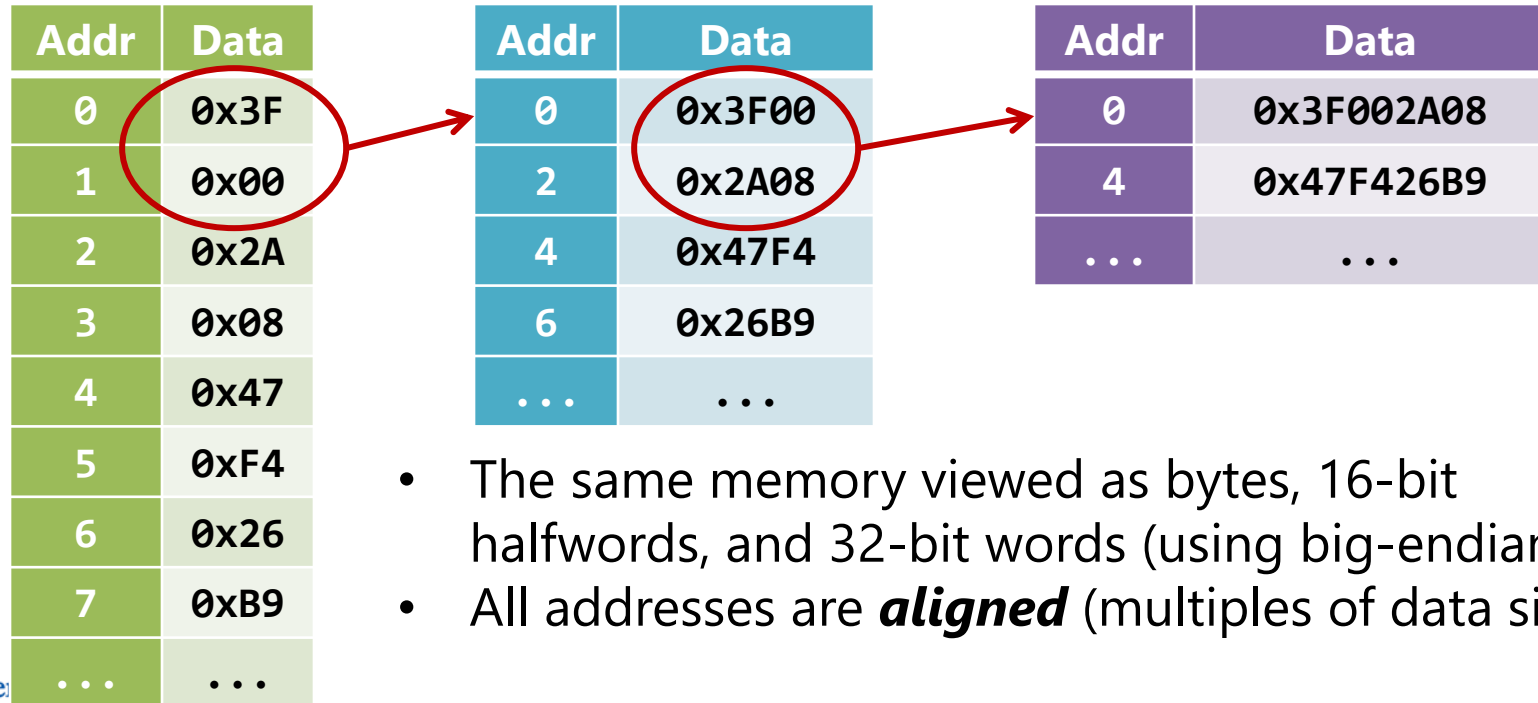 Addr Data
0 0x3F
1 0x00
2 0x2A
3 0x08
4 0x47
5 0xF4
6 0x26
7 0xB9
... ...
Addr Data
0 0x3F00
2 0x2A08
4 0x47F4
6 0x26B9
... ...
Addr Data
0 0x3F002A08
4 0x47F426B9
... ...
• The same memory viewed as bytes, 16-bit
halfwords, and 32-bit words (using big-endian
• All addresses are aligned (multiples of data si